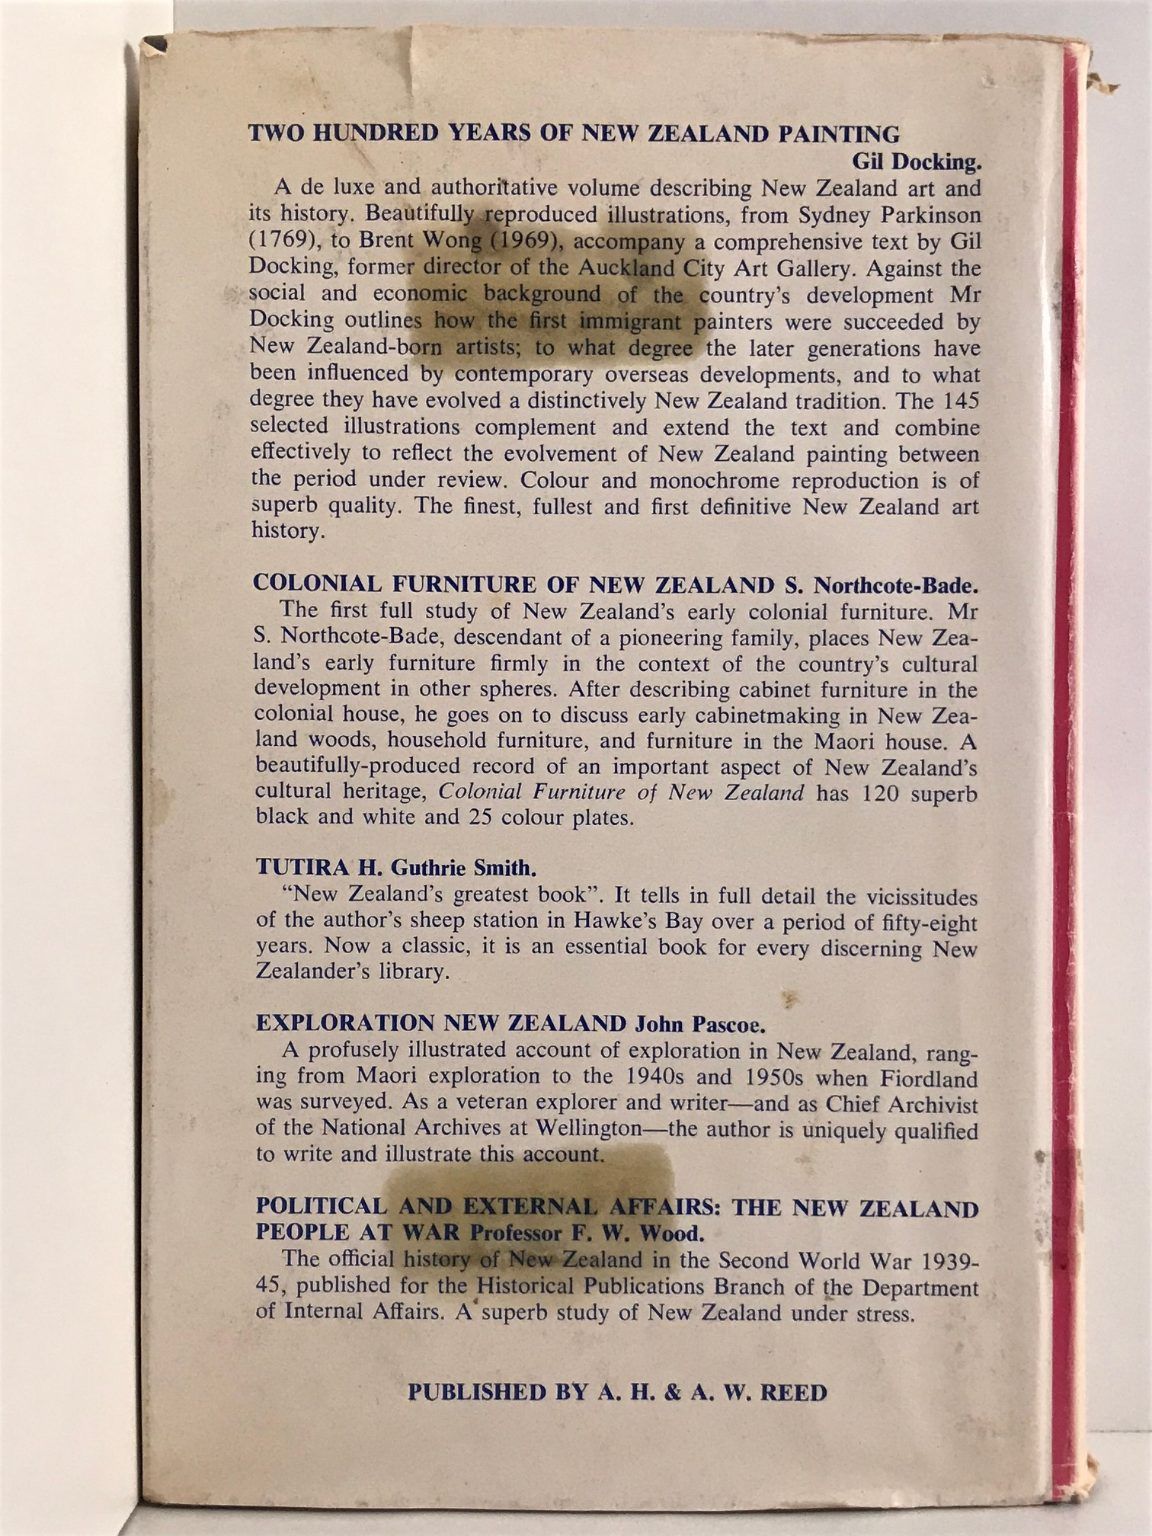 TWO HUNDRED YEARS OF NEW ZEALAND PAINTING
Gil Docking.
A de luxe and authoritative volume describing New Zealand art and
its history. Beautifully reproduced illustrations, from Sydney Parkinson
(1769), to Brent Wong (1969), accompany a comprehensive text by Gil
Docking, former director of the Auckland City Art Gallery. Against the
social and economic background of the country's development Mr
Docking outlines how the first immigrant painters were succeeded by
New Zealand-born artists; to what degree the later generations have
been influenced by contemporary overseas developments, and to what
degree they have evolved a distinctively New Zealand tradition. The 145
selected illustrations complement and extend the text and combine
effectively to reflect the evolvement of New Zealand painting between
the period under review. Colour and monochrome reproduction is of
superb quality. The finest, fullest and first definitive New Zealand art
history.
COLONIAL FURNITURE OF NEW ZEALAND S. Northcote-Bade.
The first full study of New Zealand's early colonial furniture. Mr
S. Northcote-Bade, descendant of a pioneering family, places New Zea-
land's early furniture firmly in the context of the country's cultural
development in other spheres. After describing cabinet furniture in the
colonial house, he goes on to discuss early cabinetmaking in New Zea-
land woods, household furniture, and furniture in the Maori house. A
beautifully-produced record of an important aspect of New Zealand's
cultural heritage, Colonial Furniture of New Zealand has 120 superb
black and white and 25 colour plates.
TUTIRA H. Guthrie Smith.
“New Zealand's greatest book”. It tells in full detail the vicissitudes
of the author's sheep station in Hawke's Bay over a period of fifty-eight
years. Now a classic, it is an essential book for every discerning New
Zealander's library.
EXPLORATION NEW ZEALAND John Pascoe.
A profusely illustrated account of exploration in New Zealand, rang-
ing from Maori exploration to the 1940s and 1950s when Fiordland
was surveyed. As a veteran explorer and writer—and as Chief Archivist
of the National Archives at Wellington—the author is uniquely qualified
to write and illustrate this account.
POLITICAL AND EXTERNAL AFFAIRS: THE NEW ZEALAND
PEOPLE AT WAR Professor F. W. Wood.
The official history of New Zealand in the Second World War 1939-
45, published for the Historical Publications Branch of the Department
of Internal Affairs. A superb study of New Zealand under stress.
PUBLISHED BY A. H. & A. W. REED